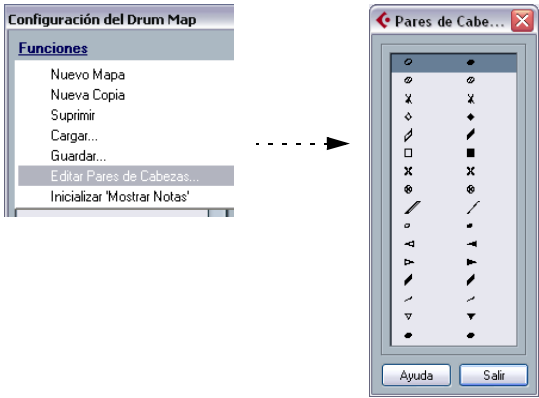 Configuración del Drum Map
Funciones
Nuevo Mapa
Nueva Copia
Suprimir
Cargar...
Guardar...
Editar Pares de Cabezas...
Inicializar 'Mostrar Notas'
Pares de Cabe...
Ayuda
Salir